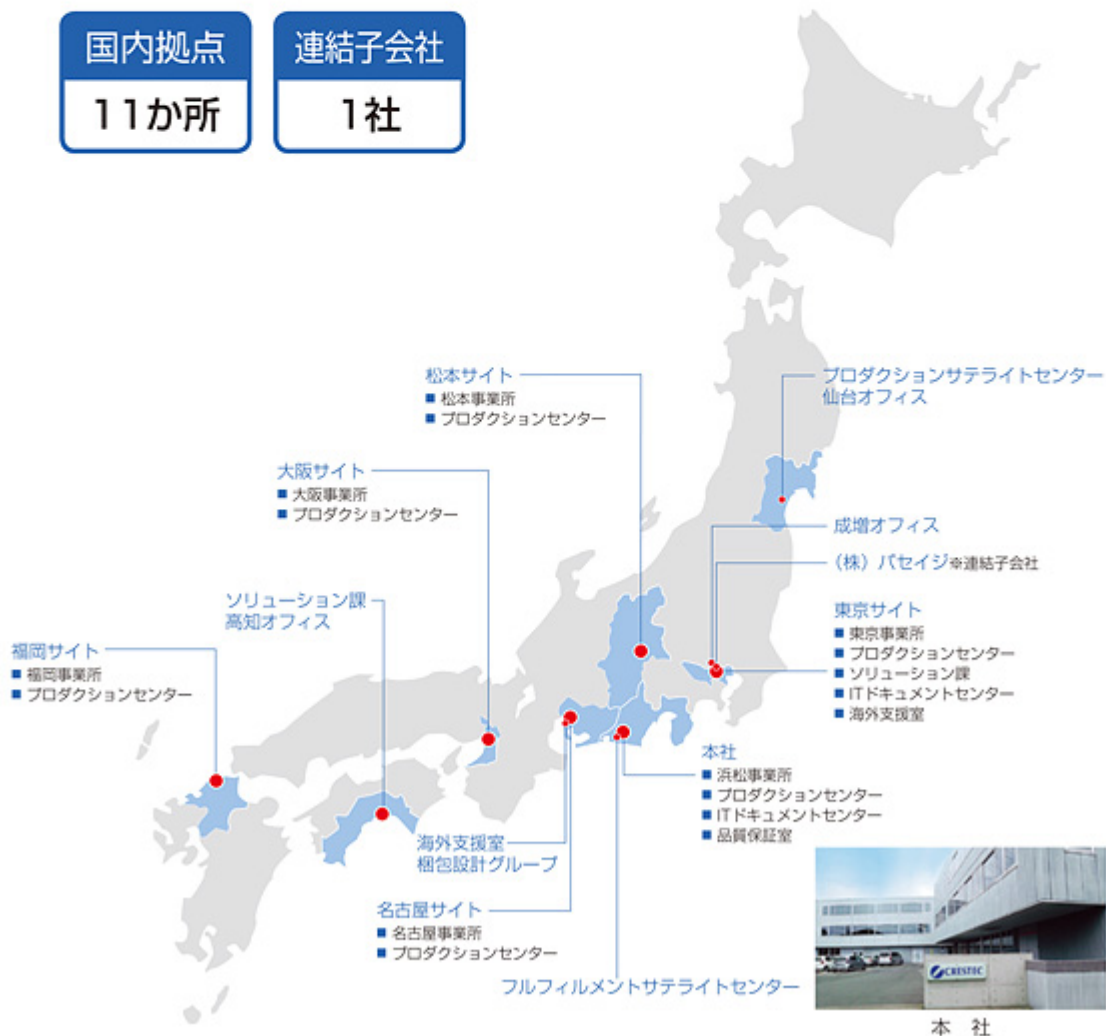 国内拠点
11か所
連結子会社
1社
松本サイト
■ 松本事業所
■ プロダクションセンター
プロダクションサテライトセンター
仙台オフィス
大阪サイト
■ 大阪事業所
■ プロダクションセンター
成増オフィス
(株)パセイジ※連結子会社
ソリューション課
高知オフィス
東京サイト
■ 東京事業所
■ プロダクションセンター
■ ソリューション課
■ ITドキュメントセンター
■ 海外支援室
福岡サイト
■ 福岡事業所
■ プロダクションセンター
本社
■ 浜松事業所
■ プロダクションセンター
■ ITドキュメントセンター
■ 品質保証室
海外支援室
梱包設計グループ
名古屋サイト
■ 名古屋事業所
■ プロダクションセンター
フルフィルメントサテライトセンター
CRESTEC
本 社